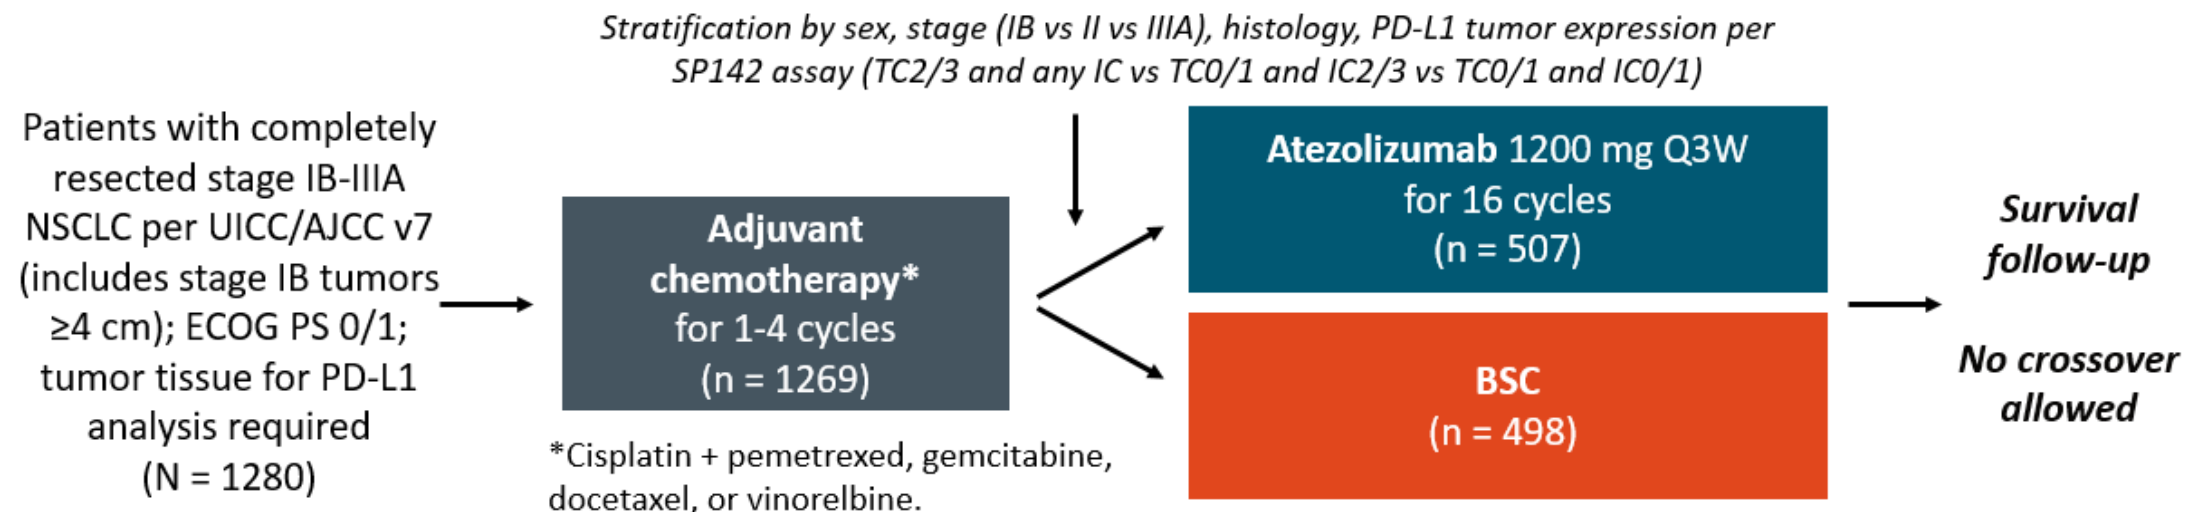 Stratification by sex, stage (IB vs II vs IIIA), histology, PD-L1 tumor expression per
SP142 assay (TC2/3 and any IC vs TC0/1 and IC2/3 vs TC0/1 and IC0/1)
Patients with completely
resected stage IB-IIIA
NSCLC per UICC/AJCC v7
(includes stage IB tumors
≥4 cm); ECOG PS 0/1;
tumor tissue for PD-L1
analysis required
(N = 1280)
Adjuvant
chemotherapy*
for 1-4 cycles
(n = 1269)
*Cisplatin + pemetrexed, gemcitabine,
docetaxel, or vinorelbine.
Atezolizumab 1200 mg Q3W
for 16 cycles
(n = 507)
BSC
(n = 498)
Survival
follow-up
No crossover
allowed